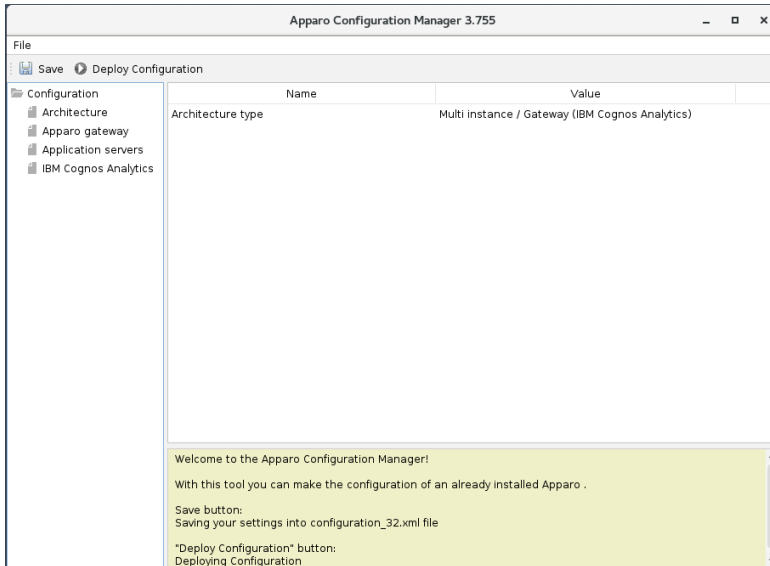 Apparo Configuration Manager 3.755
File
Save Deploy Configuration
Configuration
Architecture
Apparo gateway
Application servers
IBM Cognos Analytics
Name Value
Architecture type Multi instance / Gateway (IBM Cognos Analytics)
Welcome to the Apparo Configuration Manager!
With this tool you can make the configuration of an already installed Apparo .
Save button:
Saving your settings into configuration_32.xml file
"Deploy Configuration" button:
Deploying Configuration